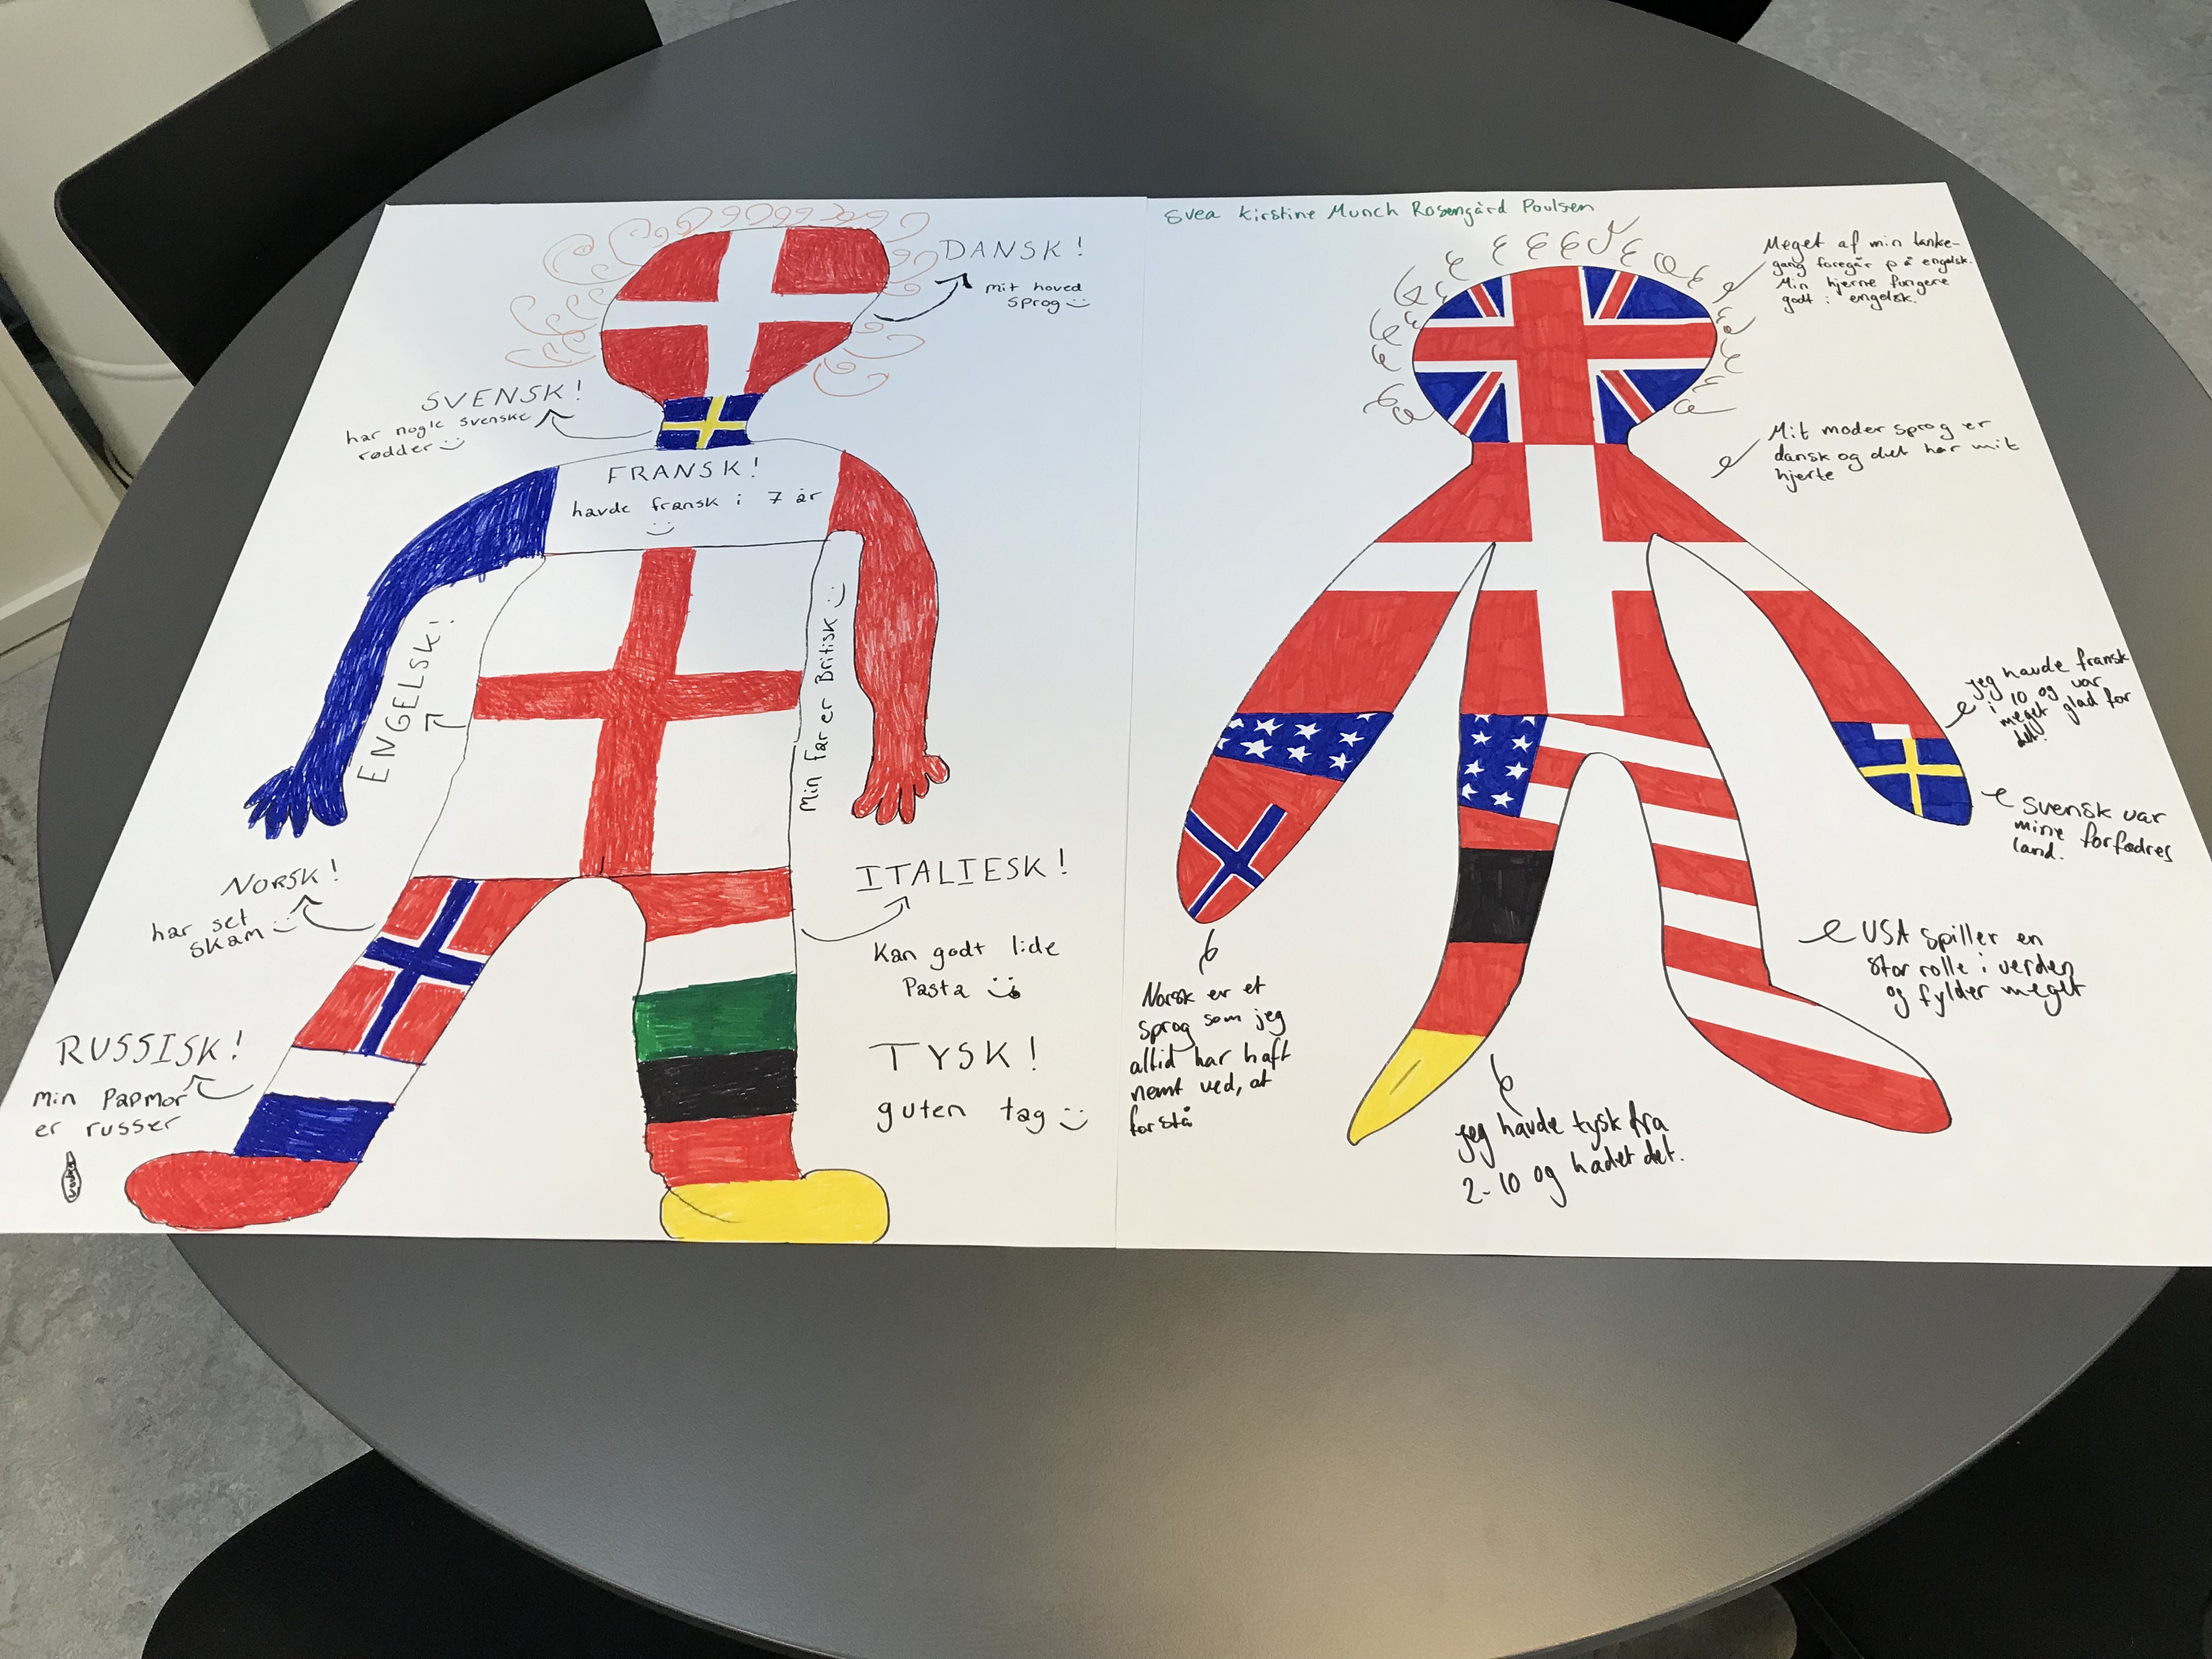 DANSK!
mit hoved
sprog
SVENSK!
har nogle svenske
rødder
FRANSK!
havde fransk i 7 år
ENGELSK!
Min far er Britisk
NORSK!
har set
skam
ITALIESK!
Kan godt lide
Pasta
RUSSISK!
min Papmor
er russer
vodka
TYSK!
guten tag
Svea Kirstine Munch Rosengård Poulsen
Meget af min tanke-
gang foregår på engelsk.
Min hjerne fungere
godt i engelsk.
Mit moder sprog er
dansk og det har mit
hjerte
jeg havde fransk
i 10 og var
meget glad for
det!
Svensk var
mine forfædres
land.
USA spiller en
stor rolle i verden
og fylder meget
Norsk er et
sprog som jeg
altid har haft
nemt ved, at
forstå
jeg havde tysk fra
2-10 og hadet det.